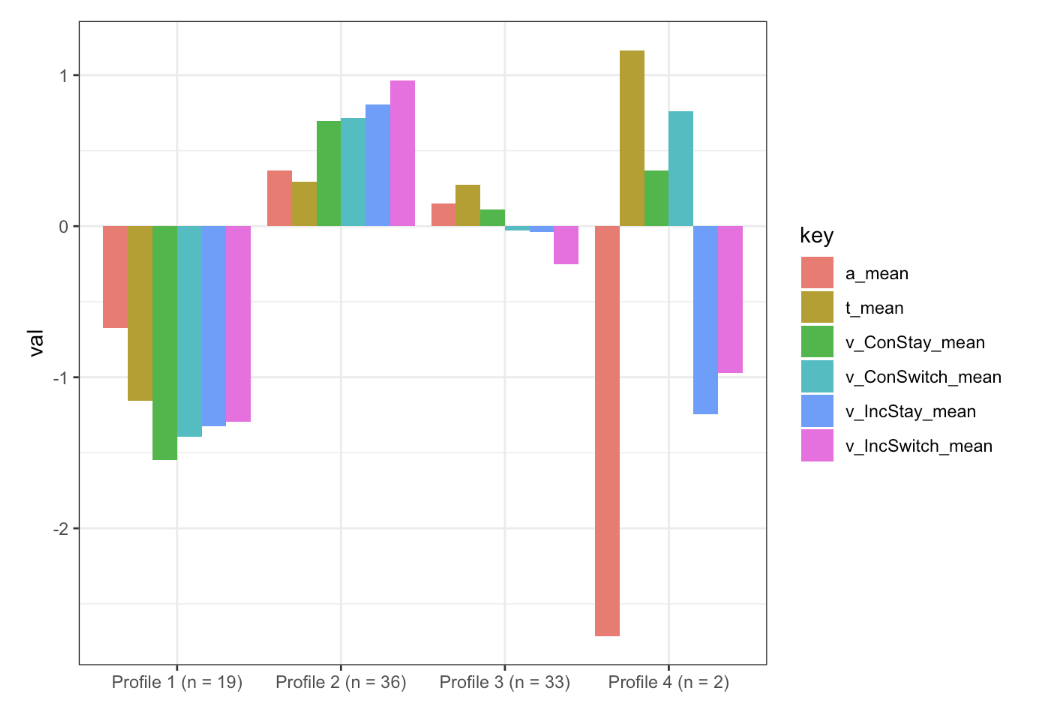 val
1
0
-1
-2
Profile 1 (n = 19)
Profile 2 (n = 36)
Profile 3 (n = 33)
Profile 4 (n = 2)
key
a_mean
t_mean
v_ConStay_mean
v_ConSwitch_mean
v_IncStay_mean
v_IncSwitch_mean